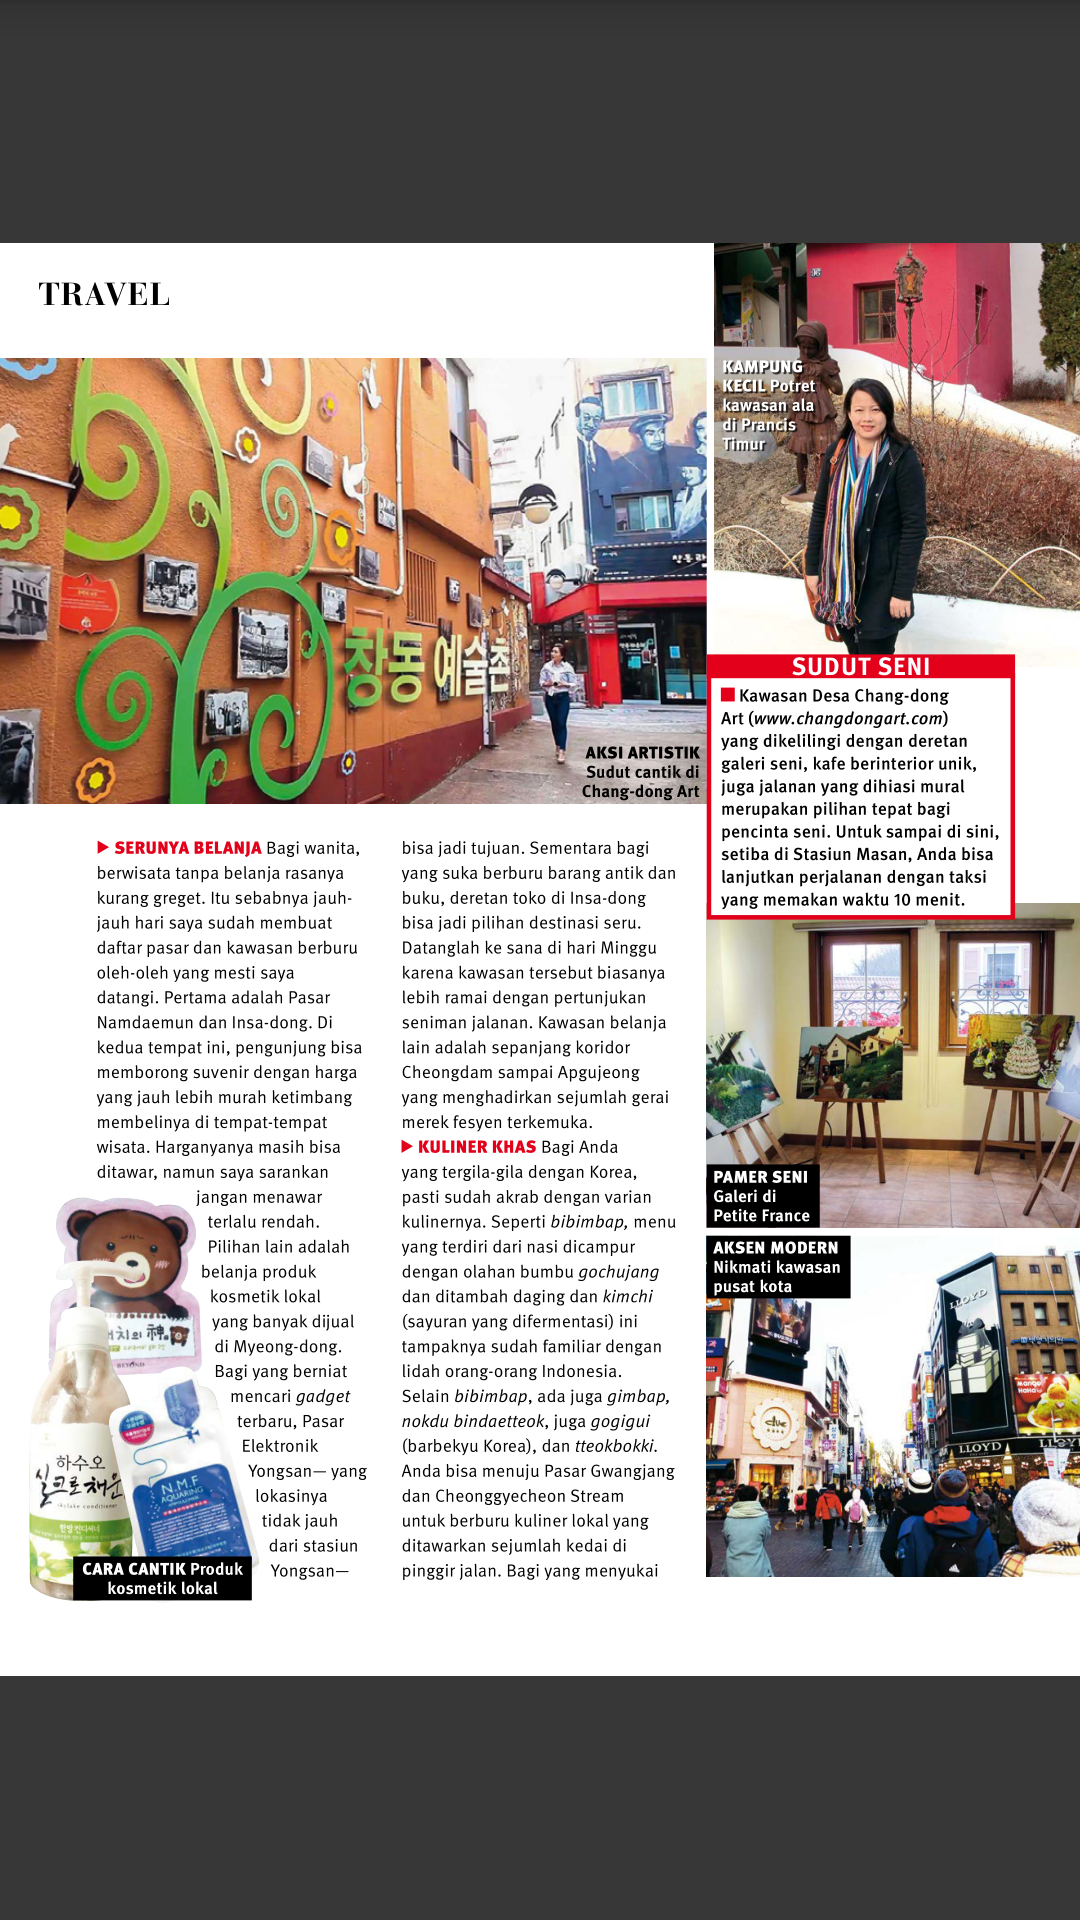 TRAVEL
KAMPUNG
KECIL Potret
kawasan ala
di Prancis
Timur
창동 예술촌
AKSI ARTISTIK
Sudut cantik di
Chang-dong Art
SUDUT SENI
Kawasan Desa Chang-dong
Art (www.changdongart.com)
yang dikelilingi dengan deretan
galeri seni, kafe berinterior unik,
juga jalanan yang dihiasi mural
merupakan pilihan tepat bagi
pencinta seni. Untuk sampai di sini,
setiba di Stasiun Masan, Anda bisa
lanjutkan perjalanan dengan taksi
yang memakan waktu 10 menit.
SERUNYA BELANJA Bagi wanita,
berwisata tanpa belanja rasanya
kurang greget. Itu sebabnya jauh-
jauh hari saya sudah membuat
daftar pasar dan kawasan berburu
oleh-oleh yang mesti saya
datangi. Pertama adalah Pasar
Namdaemun dan Insa-dong. Di
kedua tempat ini, pengunjung bisa
memborong suvenir dengan harga
yang jauh lebih murah ketimbang
membelinya di tempat-tempat
wisata. Harganyanya masih bisa
ditawar, namun saya sarankan
jangan menawar
terlalu rendah.
Pilihan lain adalah
belanja produk
kosmetik lokal
yang banyak dijual
di Myeong-dong.
Bagi yang berniat
mencari gadget
terbaru, Pasar
Elektronik
Yongsan— yang
lokasinya
tidak jauh
dari stasiun
Yongsan—
BEYOND
하수오
실크로 채운
skylake conditioner
한방 컨디셔너
N.M.F
AQUARING
CARA CANTIK Produk
kosmetik lokal
bisa jadi tujuan. Sementara bagi
yang suka berburu barang antik dan
buku, deretan toko di Insa-dong
bisa jadi pilihan destinasi seru.
Datanglah ke sana di hari Minggu
karena kawasan tersebut biasanya
lebih ramai dengan pertunjukan
seniman jalanan. Kawasan belanja
lain adalah sepanjang koridor
Cheongdam sampai Apgujeong
yang menghadirkan sejumlah gerai
merek fesyen terkemuka.
KULINER KHAS Bagi Anda
yang tergila-gila dengan Korea,
pasti sudah akrab dengan varian
kulinernya. Seperti bibimbap, menu
yang terdiri dari nasi dicampur
dengan olahan bumbu gochujang
dan ditambah daging dan kimchi
(sayuran yang difermentasi) ini
tampaknya sudah familiar dengan
lidah orang-orang Indonesia.
Selain bibimbap, ada juga gimbap,
nokdu bindaetteok, juga gogigui
(barbekyu Korea), dan tteokbokki.
Anda bisa menuju Pasar Gwangjang
dan Cheonggyecheon Stream
untuk berburu kuliner lokal yang
ditawarkan sejumlah kedai di
pinggir jalan. Bagi yang menyukai
PAMER SENI
Galeri di
Petite France
AKSEN MODERN
Nikmati kawasan
pusat kota
LLOYD
LLOYD
clue